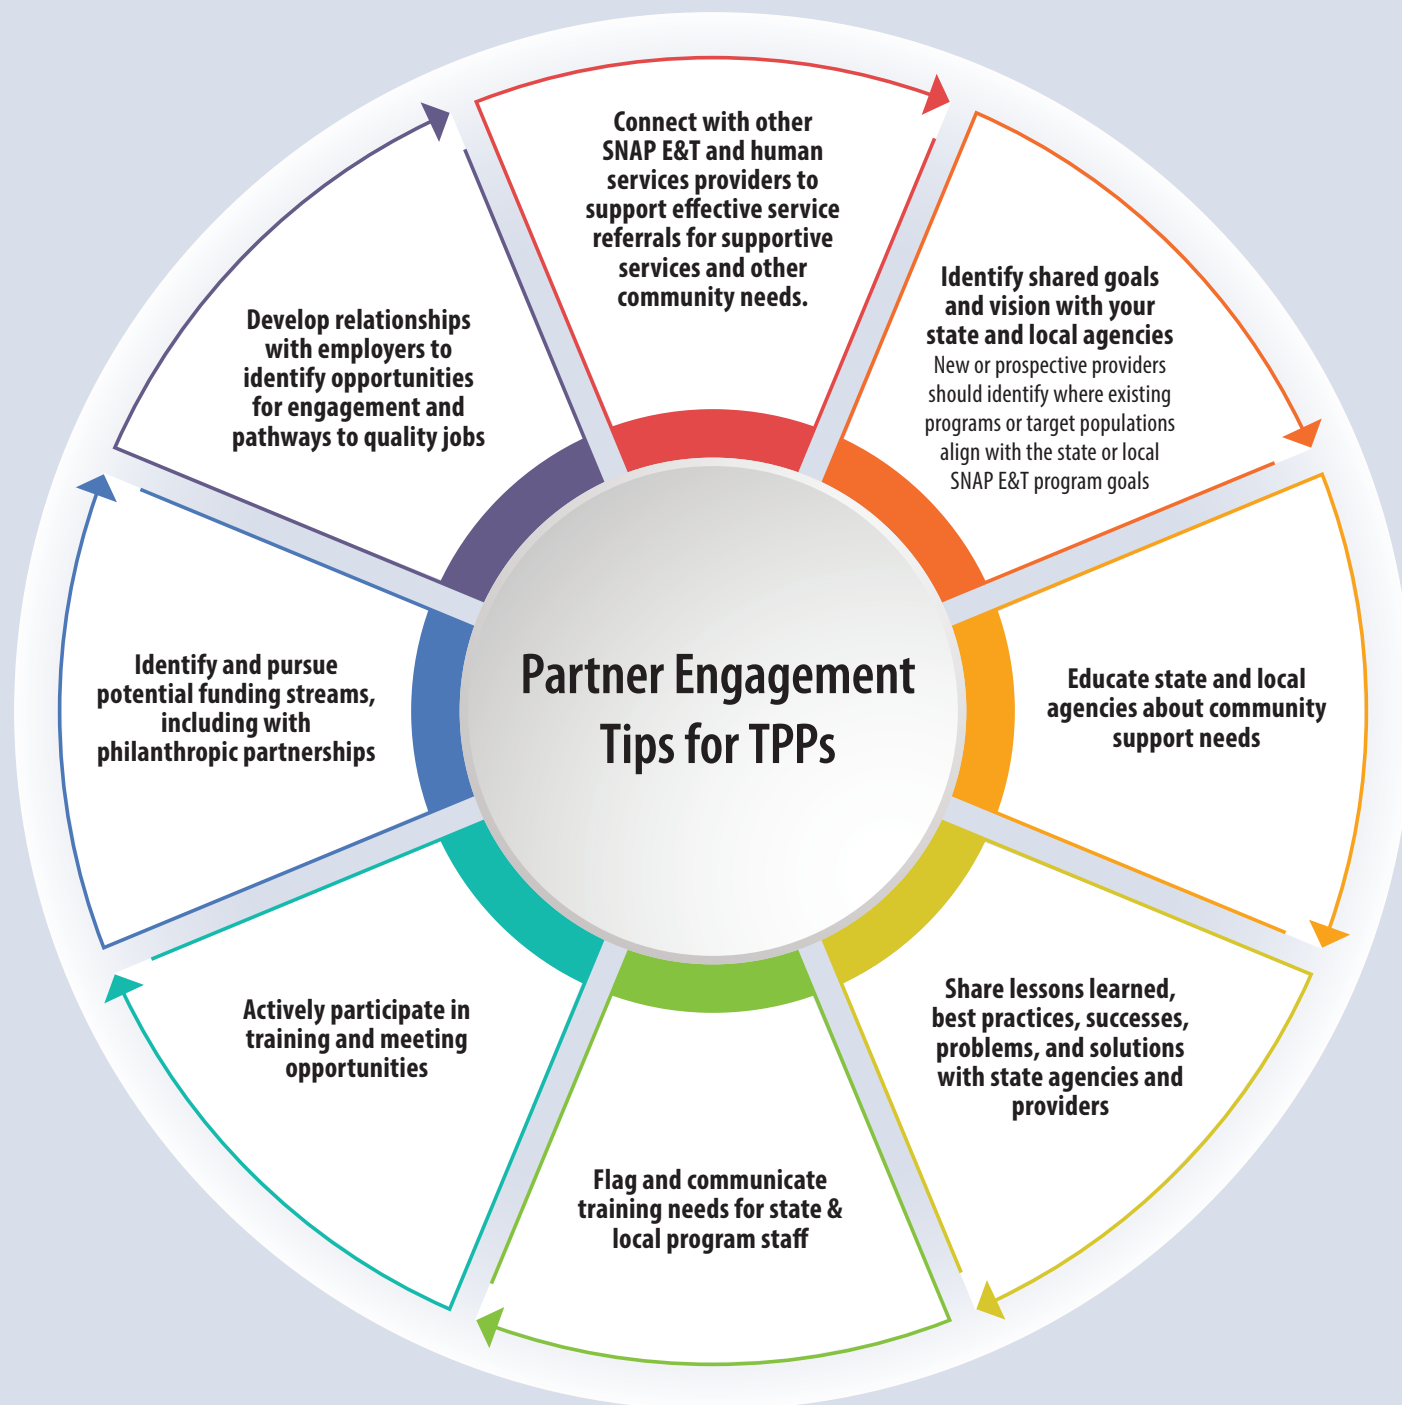 Partner Engagement
Tips for TPPs
Connect with other
SNAP E&T and human
services providers to
support effective service
referrals for supportive
services and other
community needs.
Identify shared goals
and vision with your
state and local agencies
New or prospective providers
should identify where existing
programs or target populations
align with the state or local
SNAP E&T program goals
Educate state and local
agencies about community
support needs
Share lessons learned,
best practices, successes,
problems, and solutions
with state agencies and
providers
Flag and communicate
training needs for state &
local program staff
Actively participate in
training and meeting
opportunities
Identify and pursue
potential funding streams,
including with
philanthropic partnerships
Develop relationships
with employers to
identify opportunities
for engagement and
pathways to quality jobs